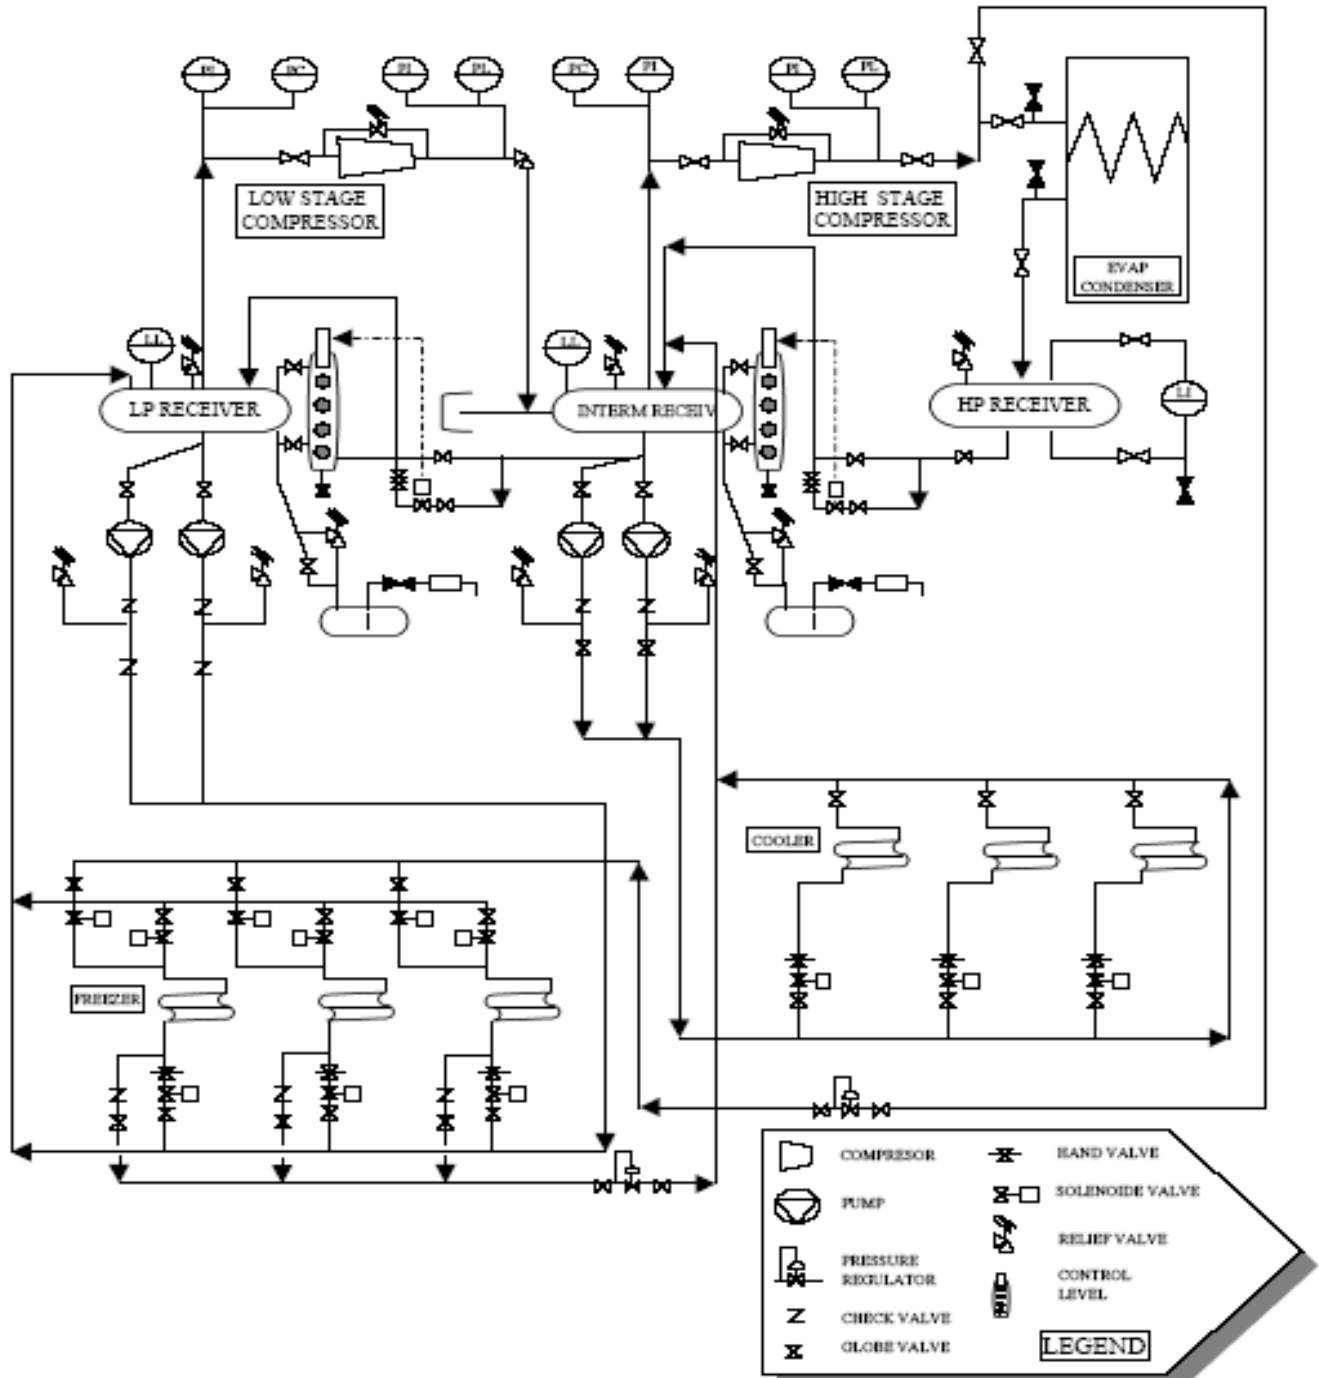 PI
PC
PI
PL
PC
PI
PI
PL
LOW STAGE
COMPRESSOR
HIGH STAGE
COMPRESSOR
EVAP
CONDENSER
LL
LL
LP RECEIVER
INTERM RECEIV
HP RECEIVER
LI
COOLER
FREEZER
COMPRESOR
HAND VALVE
PUMP
SOLENOIDE VALVE
RELIEF VALVE
PRESSURE
REGULATOR
CONTROL
LEVEL
CHECK VALVE
GLOBE VALVE
LEGEND